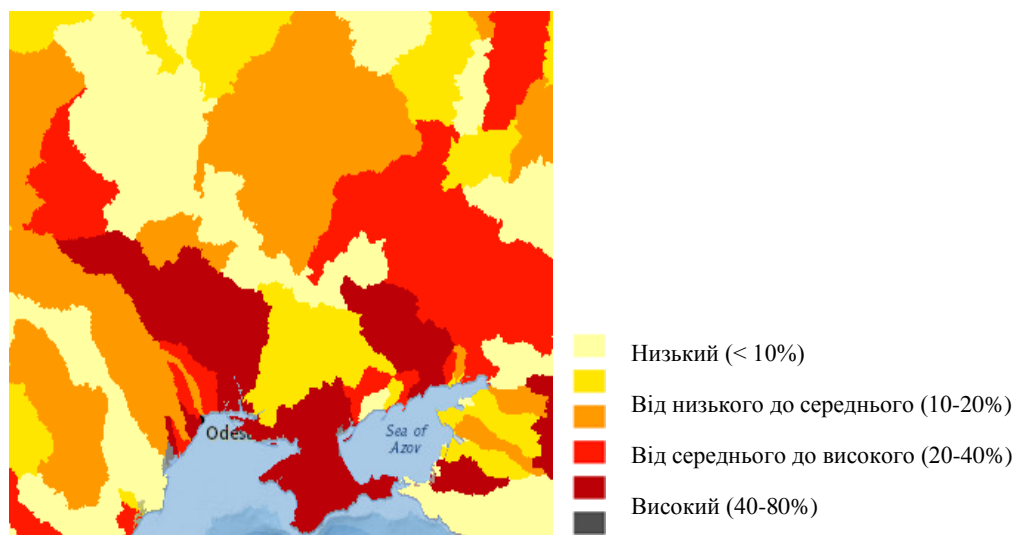 Odes
Sea of
Azov
Низький (< 10%)
Від низького до середнього (10-20%)
Від середнього до високого (20-40%)
Високий (40-80%)